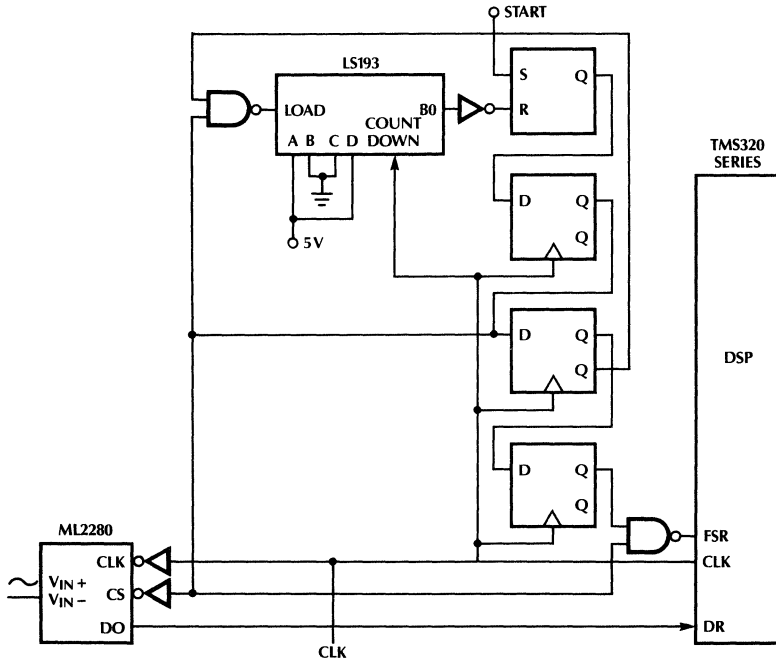 START
LS193
S Q
LOAD
B0
R
COUNT
DOWN
A B C D
TMS320
SERIES
D Q
Q
5V
D Q
Q
DSP
D Q
Q
ML2280
FSR
CLK
CLK
VIN+
VIN−
CS
DO
DR
CLK